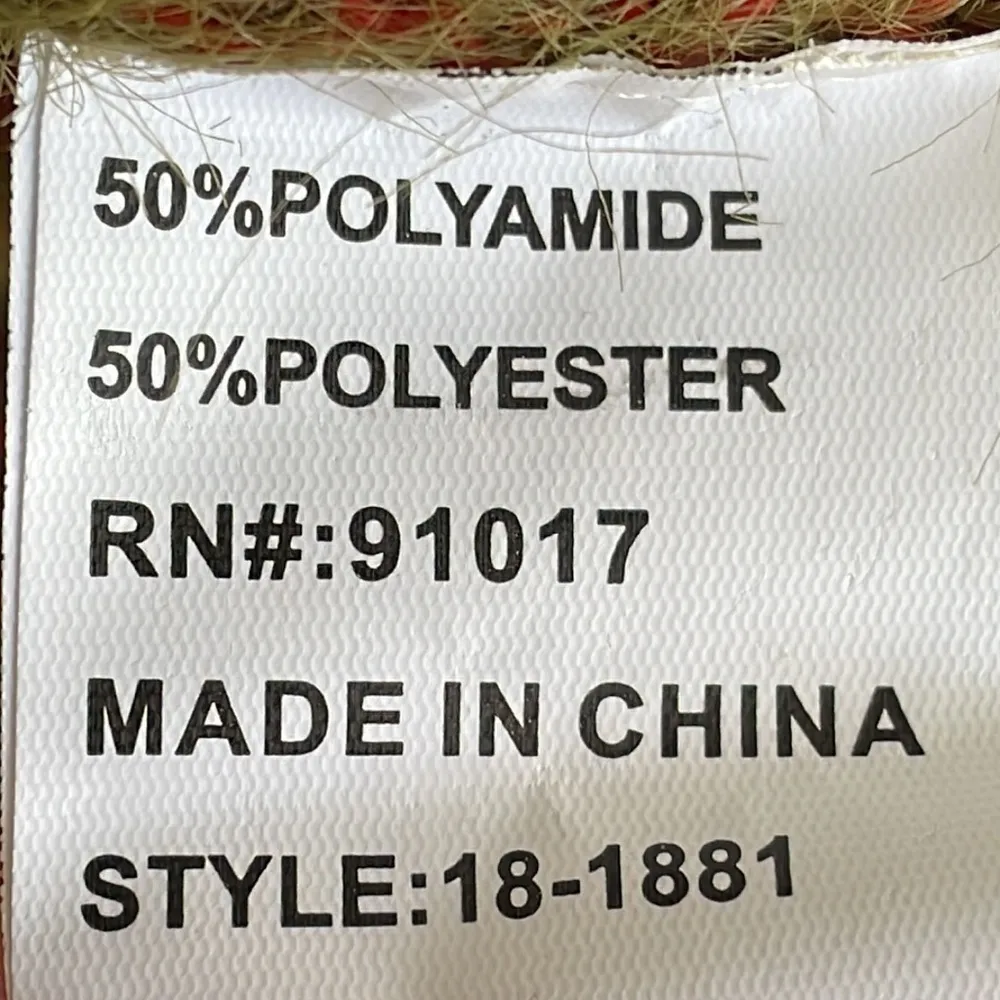 50%POLYAMIDE
50%POLYESTER
RN#:91017
MADE IN CHINA
STYLE:18-1881